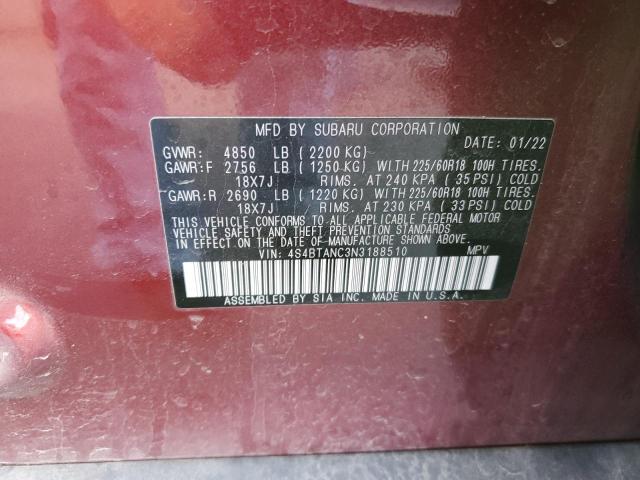 MFD BY SUBARU CORPORATION
DATE: 01/22
GVWR: 4850 LB (2200 KG)
GAWR:F 2756 LB (1250 KG) WITH 225/60R18 100H TIRES.
18X7J RIMS. AT 240 KPA (35 PSI) COLD
GAWR:R 2690 LB (1220 KG) WITH 225/60R18 100H TIRES.
18X7J RIMS. AT 230 KPA (33 PSI) COLD
THIS VEHICLE CONFORMS TO ALL APPLICABLE FEDERAL MOTOR
VEHICLE SAFETY AND THEFT PREVENTION STANDARDS
IN EFFECT ON THE DATE OF MANUFACTURE SHOWN ABOVE.
VIN: 4S4BTANC3N3188510 MPV
ASSEMBLED BY SIA INC. MADE IN U.S.A.